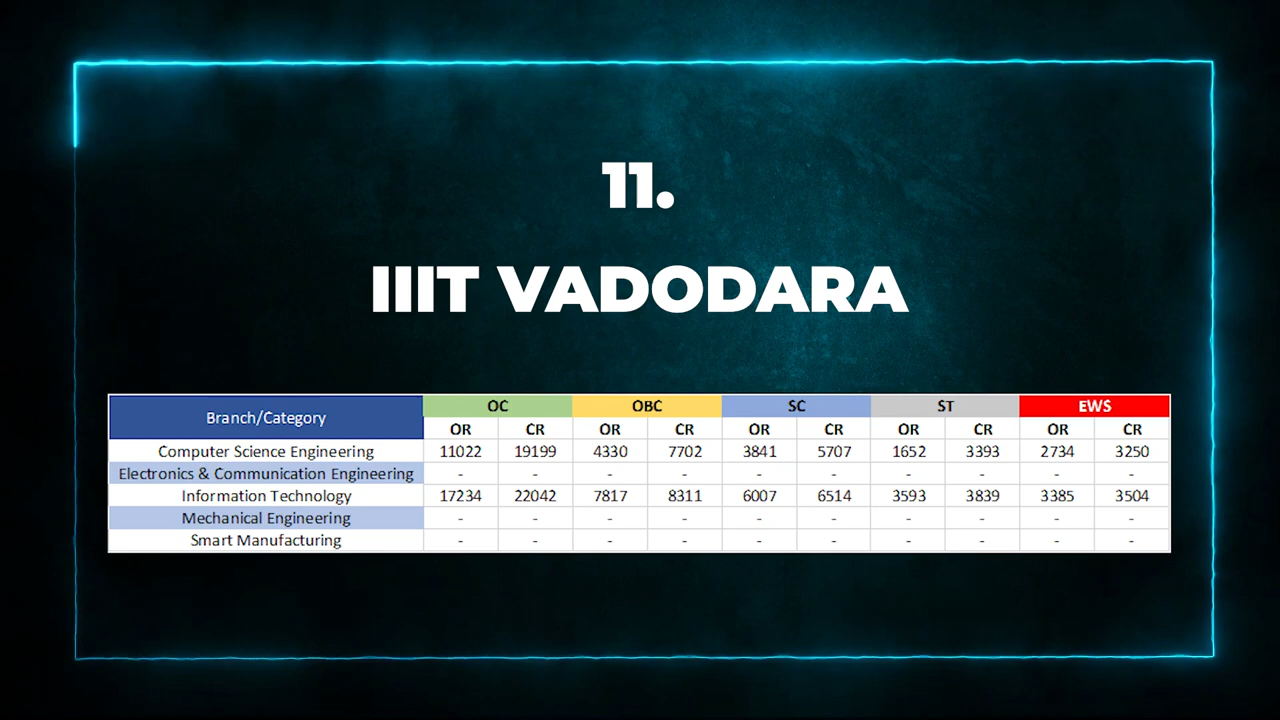 11.
IIIT VADODARA
Branch/Category OC OBC SC ST EWS
OR CR OR CR OR CR OR CR OR CR
Computer Science Engineering 11022 19199 4330 7702 3841 5707 1652 3393 2734 3250
Electronics & Communication Engineering - - - - - - - - - -
Information Technology 17234 22042 7817 8311 6007 6514 3593 3839 3385 3504
Mechanical Engineering - - - - - - - - - -
Smart Manufacturing - - - - - - - - - -